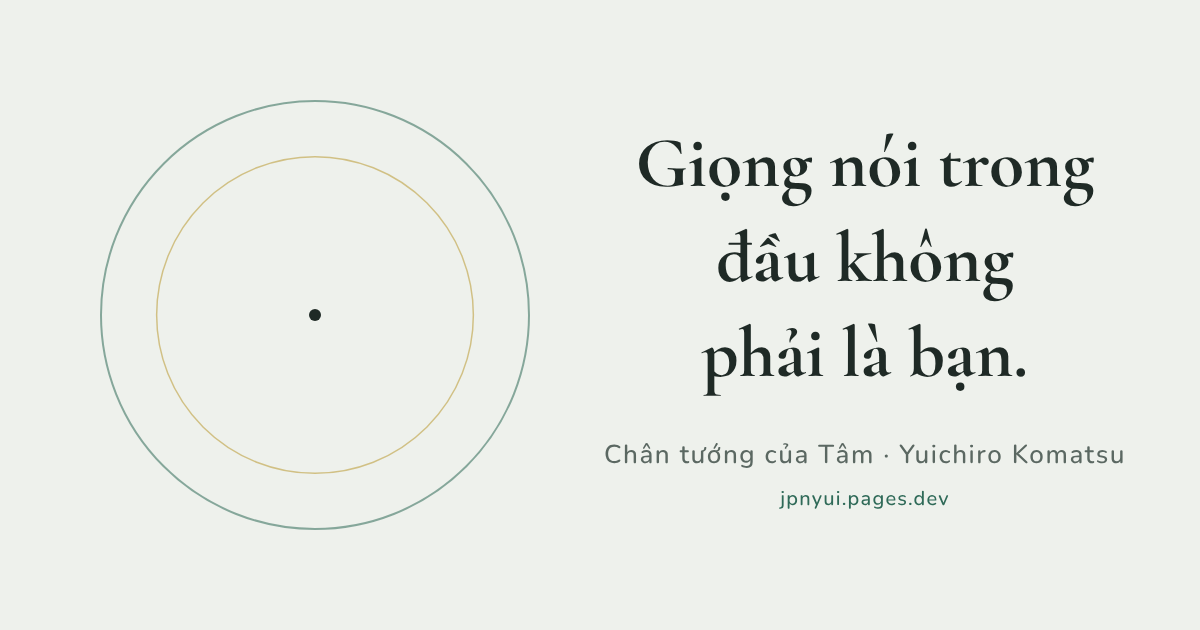 Giọng nói trong
đầu không
phải là bạn.
Chân tướng của Tâm · Yuichiro Komatsu
jpnyui.pages.dev